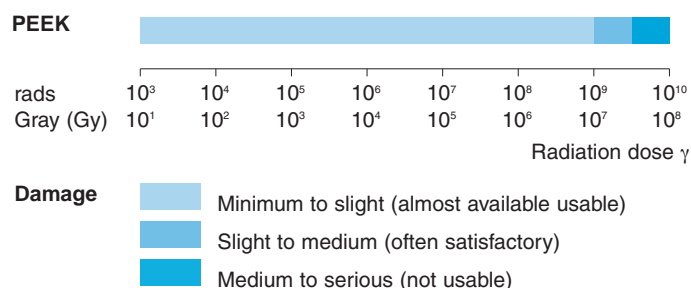 PEEK
rads 10³ 10⁴ 10⁵ 10⁶ 10⁷ 10⁸ 10⁹ 10¹⁰
Gray (Gy) 10¹ 10² 10³ 10⁴ 10⁵ 10⁶ 10⁷ 10⁸
Radiation dose γ
Damage
Minimum to slight (almost available usable)
Slight to medium (often satisfactory)
Medium to serious (not usable)